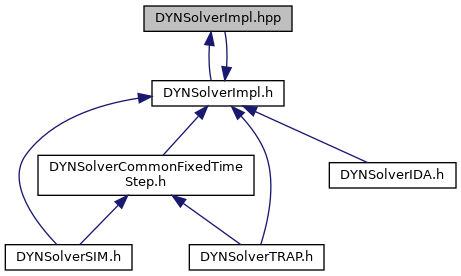 DYNSolverImpl.hpp
DYNSolverImpl.h
DYNSolverCommonFixedTime
Step.h
DYNSolverIDA.h
DYNSolverSIM.h
DYNSolverTRAP.h